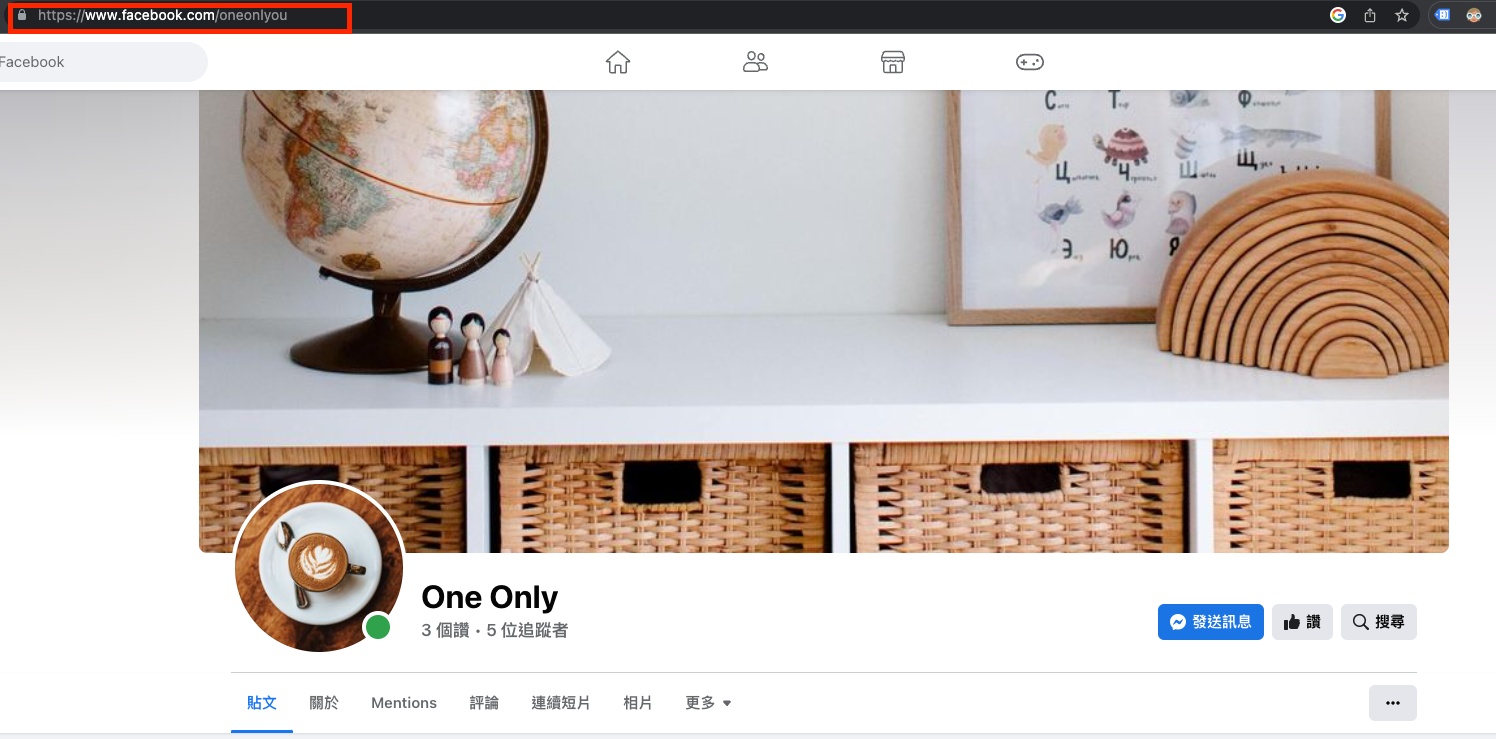 https://www.facebook.com/oneonlyou
Facebook
С Т Ф
Щ Ч Ш Щ
Э Ю Я
One Only
3 個讚 · 5 位追蹤者
發送訊息 讚 搜尋
貼文 關於 Mentions 評論 連續短片 相片 更多